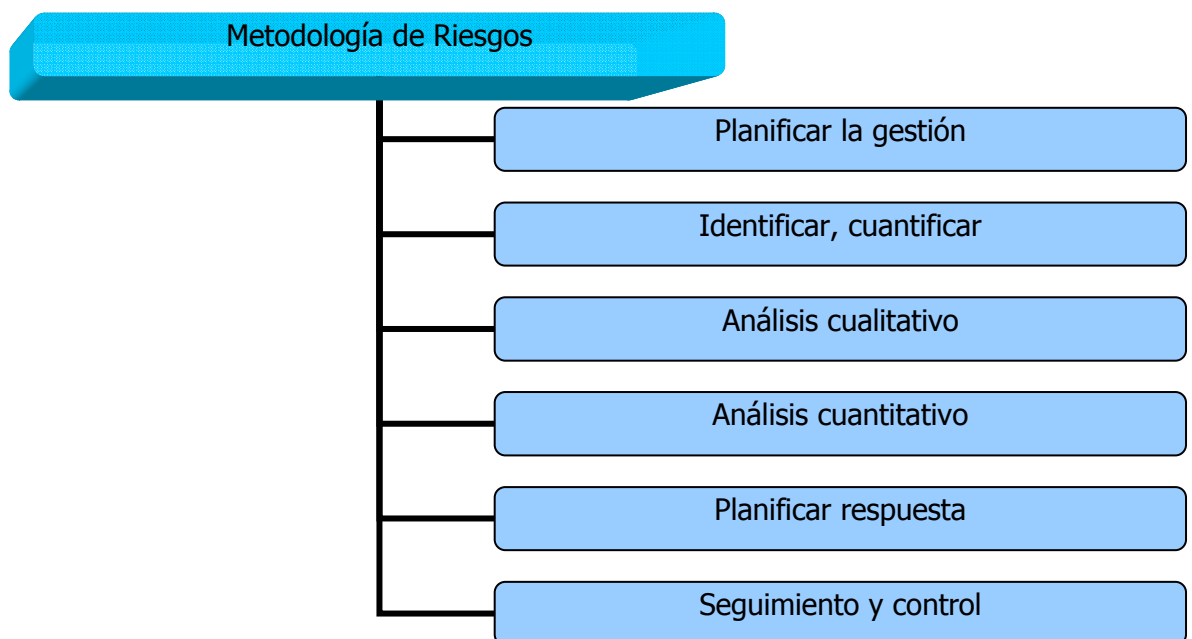 Metodología de Riesgos
Planificar la gestión
Identificar, cuantificar
Análisis cualitativo
Análisis cuantitativo
Planificar respuesta
Seguimiento y control